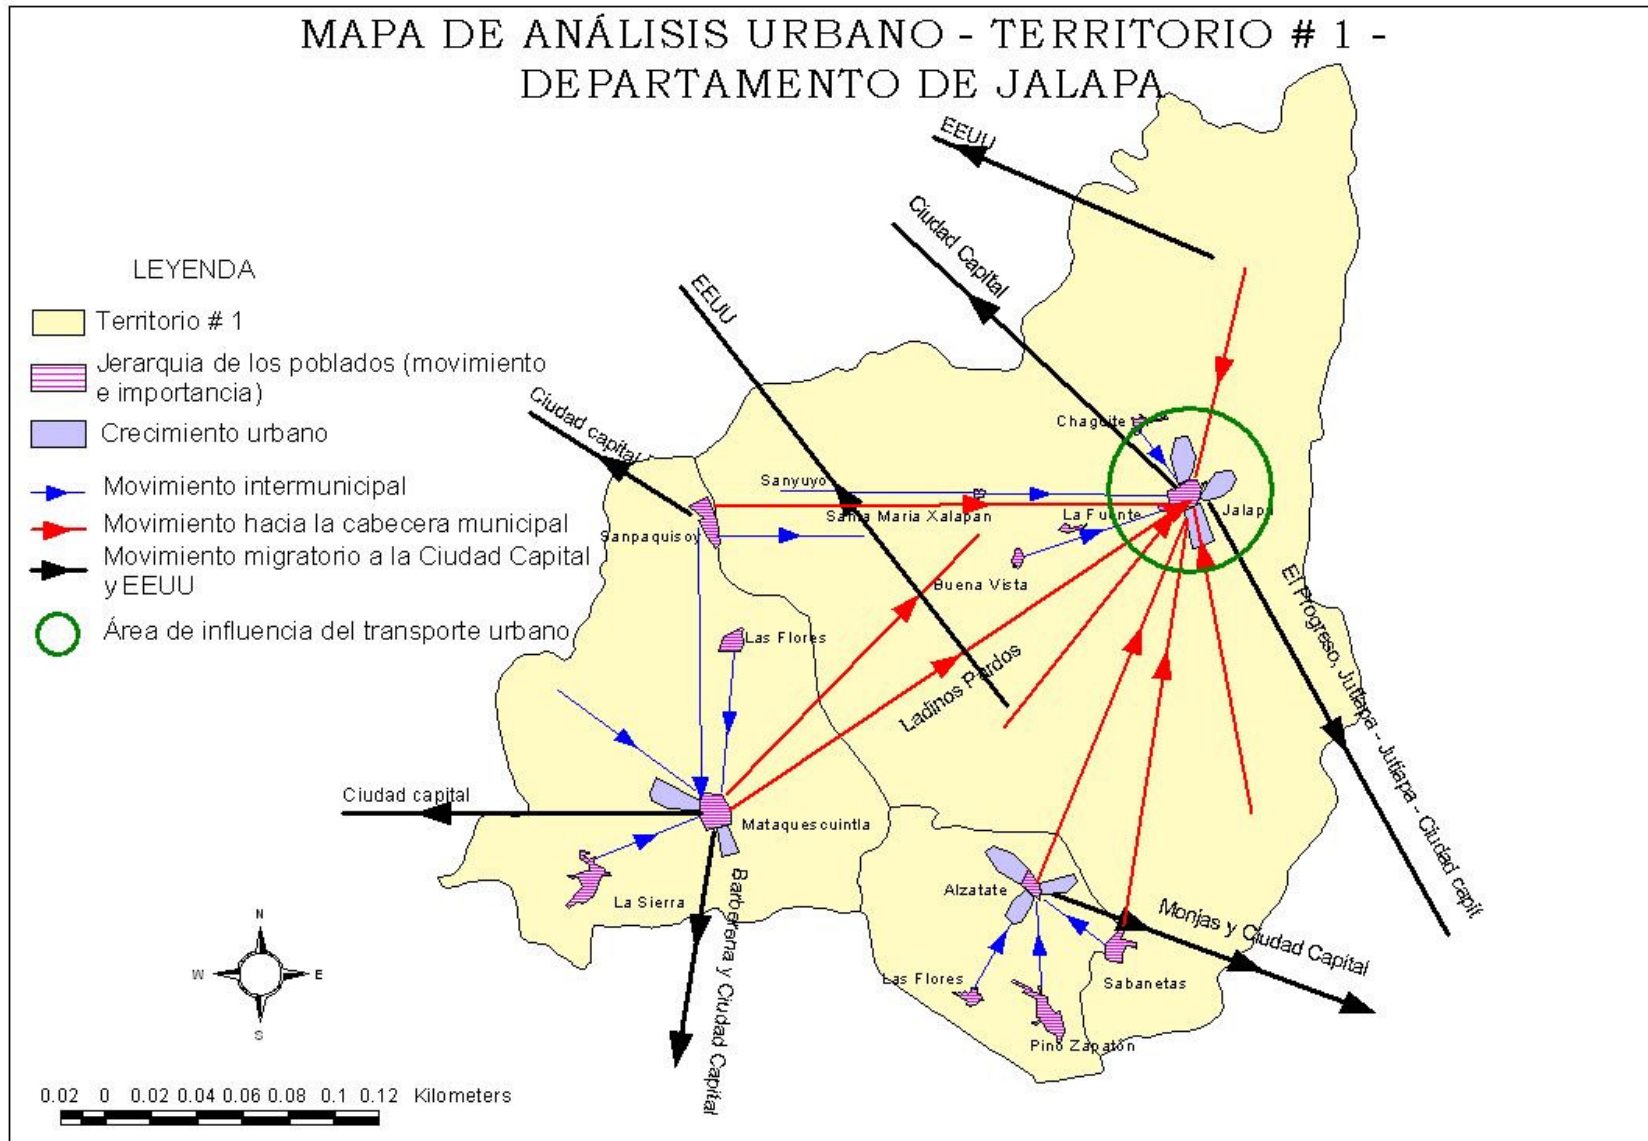 MAPA DE ANÁLISIS URBANO - TERRITORIO # 1 -
DEPARTAMENTO DE JALAPA
LEYENDA
Territorio # 1
Jerarquia de los poblados (movimiento
e importancia)
Crecimiento urbano
Movimiento intermunicipal
Movimiento hacia la cabecera municipal
Movimiento migratorio a la Ciudad Capital
y EEUU
Área de influencia del transporte urbano
EEUU
Ciudad Capital
EEUU
Ciudad capital
Chagüite
Sanyuyo
Santa Maria Xalapan
La Fuente
Jalapa
Sanpaquisoy
Buena Vista
Las Flores
Ladinos Pardos
El Progreso, Jutiapa - Jutiapa - Ciudad capit
Ciudad capital
Mataquescuintla
La Sierra
Barberena y Ciudad Capital
Alzatate
Monjas y Ciudad Capital
Las Flores
Sabanetas
Pino Zapatón
N
W
E
S
0.02 0 0.02 0.04 0.06 0.08 0.1 0.12 Kilometers